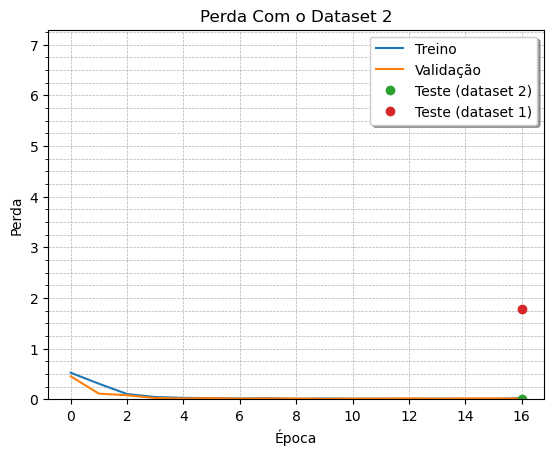 Perda Com o Dataset 2
Treino
Validação
Teste (dataset 2)
Teste (dataset 1)
7
6
5
4
3
2
1
0
Perda
0 2 4 6 8 10 12 14 16
Época